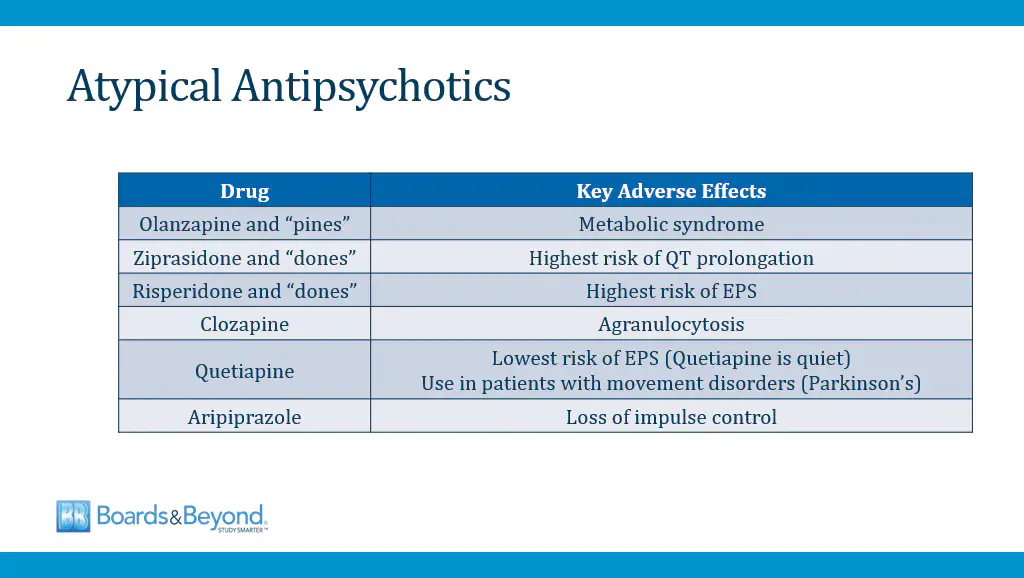 Atypical Antipsychotics
Drug Key Adverse Effects
Olanzapine and “pines” Metabolic syndrome
Ziprasidone and “dones” Highest risk of QT prolongation
Risperidone and “dones” Highest risk of EPS
Clozapine Agranulocytosis
Quetiapine Lowest risk of EPS (Quetiapine is quiet)
Use in patients with movement disorders (Parkinson’s)
Aripiprazole Loss of impulse control
BB Boards&Beyond.
STUDY SMARTER™